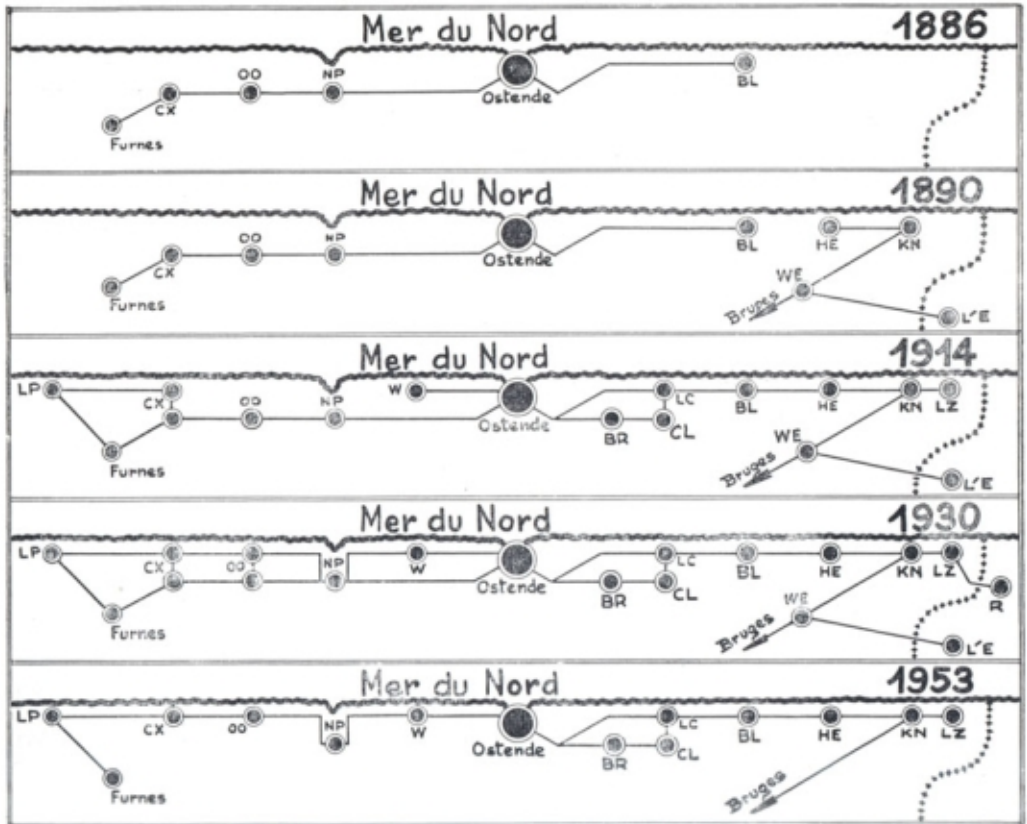 Mer du Nord 1886
OO NP
CX Ostende BL
Furnes
Mer du Nord 1890
OO NP
CX Ostende BL HE KN
Furnes Bruges WE L'E
Mer du Nord 1914
LP W
CX OO NP Ostende LC BL HE KN LZ
BR CL WE
Furnes Bruges L'E
Mer du Nord 1930
LP
CX OO NP W Ostende LC BL HE KN LZ
BR CL WE R
Furnes Bruges L'E
Mer du Nord 1953
LP NP
CX OO W Ostende LC BL HE KN LZ
BR CL
Furnes Bruges